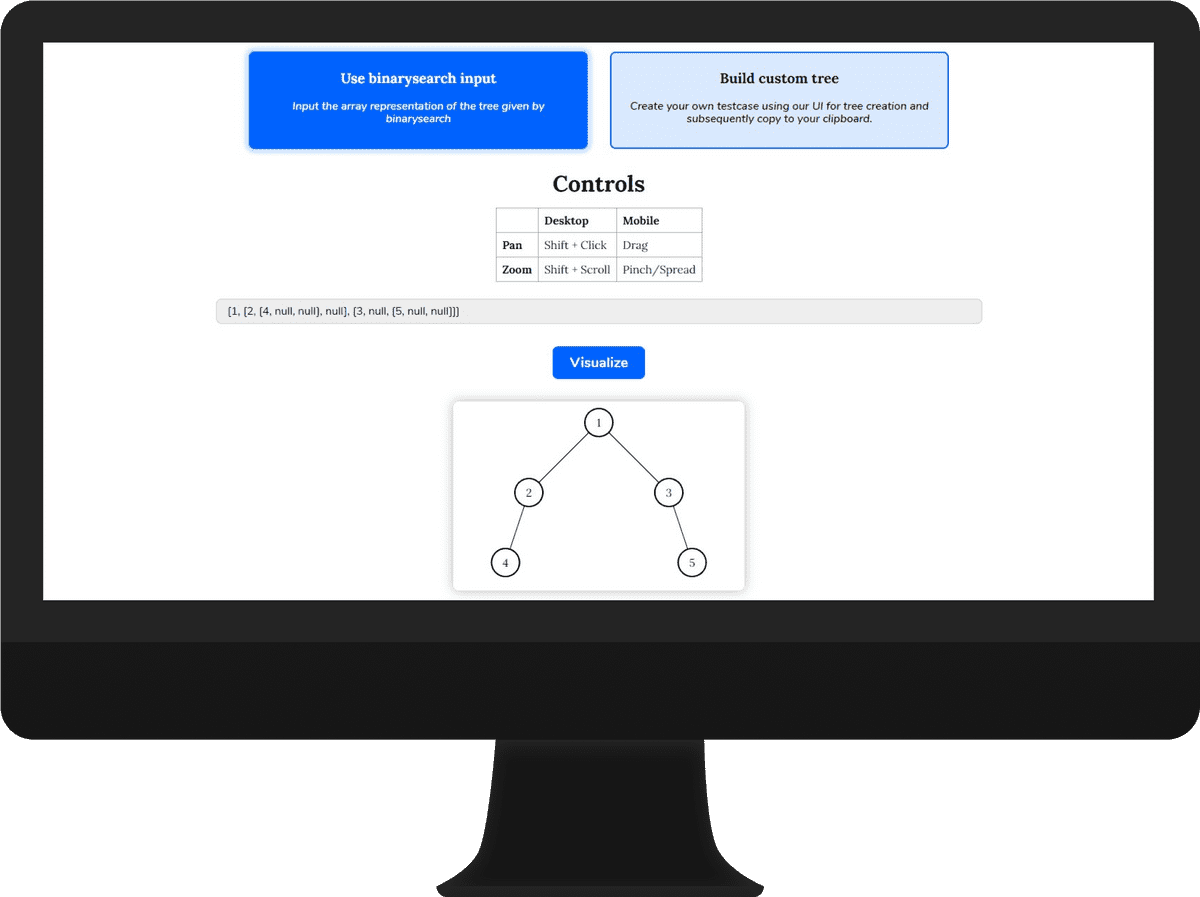 Use binarysearch input
Input the array representation of the tree given by
binarysearch
Build custom tree
Create your own testcase using our UI for tree creation and
subsequently copy to your clipboard.
Controls
Desktop Mobile
Pan Shift + Click Drag
Zoom Shift + Scroll Pinch/Spread
[1, [2, [4, null, null], null], [3, null, [5, null, null]]]
Visualize
1
2 3
4 5